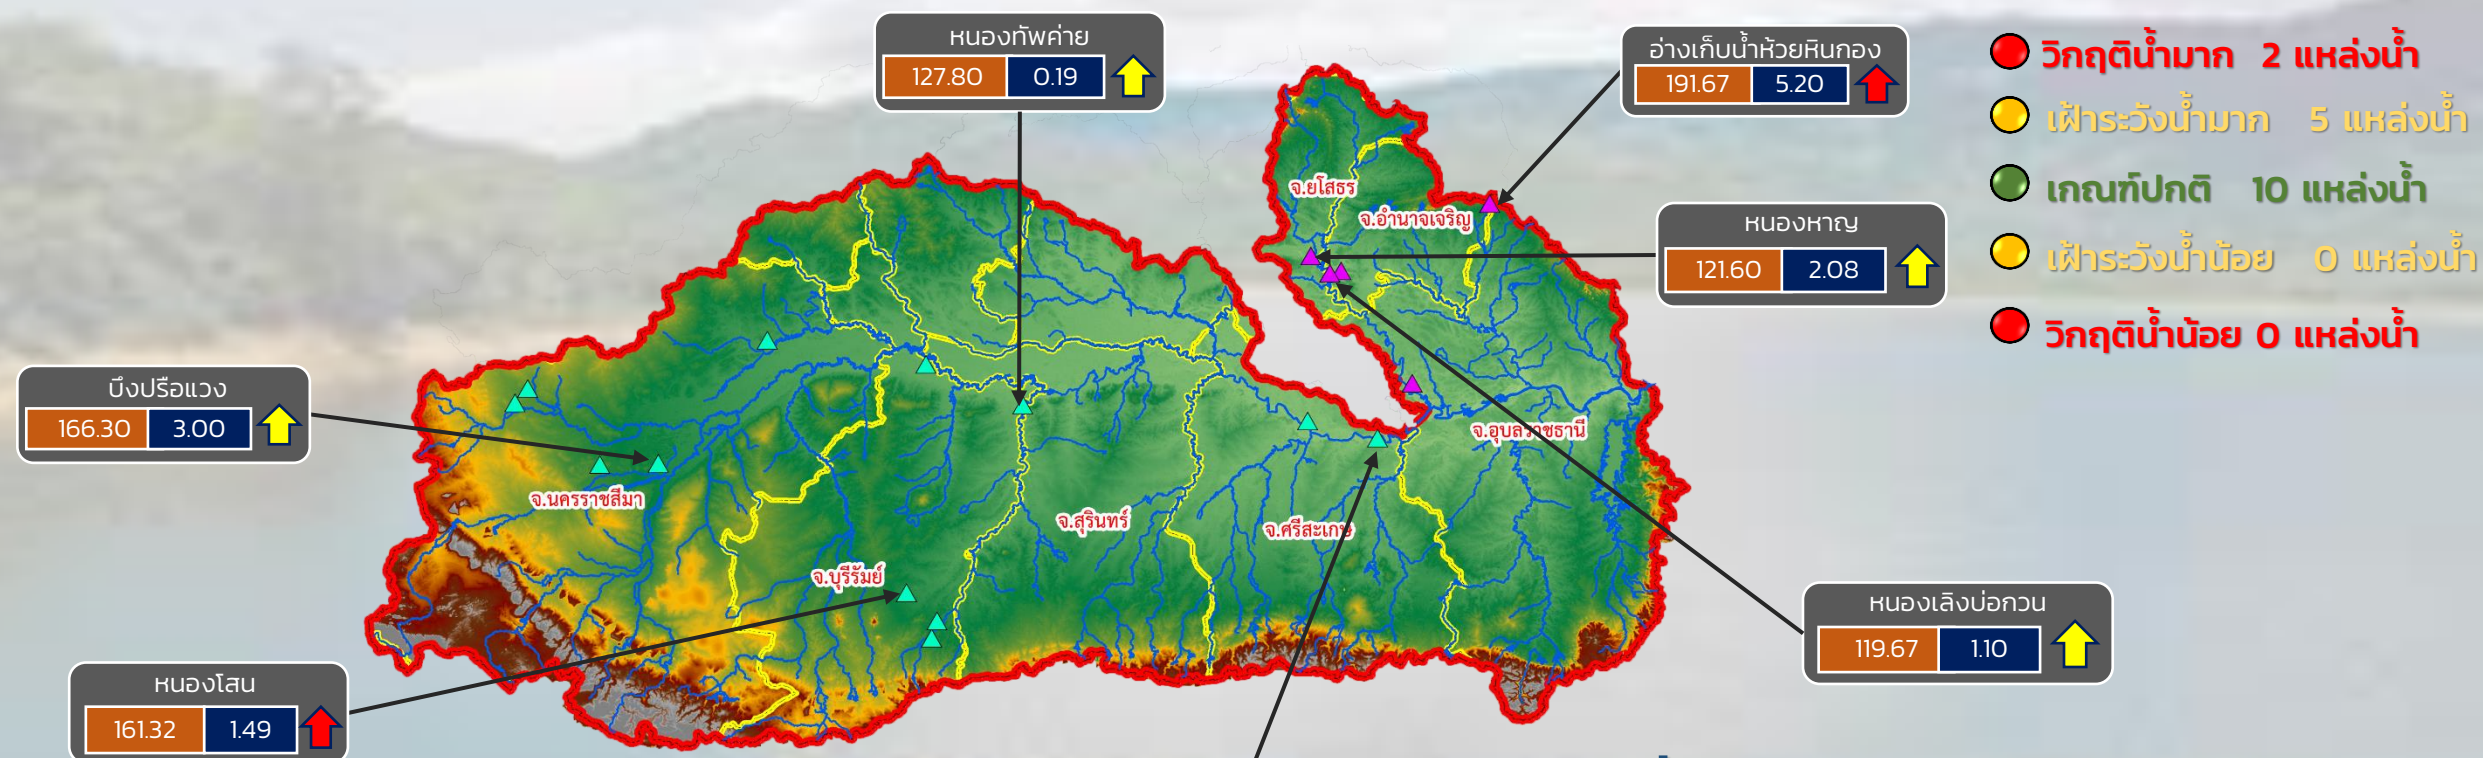 หนองทัพค่าย
127.80 0.19
อ่างเก็บน้ำห้วยหินกอง
191.67 5.20
วิกฤติน้ำมาก 2 แหล่งน้ำ
เฝ้าระวังน้ำมาก 5 แหล่งน้ำ
เกณฑ์ปกติ 10 แหล่งน้ำ
เฝ้าระวังน้ำน้อย 0 แหล่งน้ำ
วิกฤติน้ำน้อย 0 แหล่งน้ำ
จ.ยโสธร
จ.อำนาจเจริญ
หนองหาญ
121.60 2.08
บึงปรือแวง
166.30 3.00
จ.อุบลราชธานี
จ.นครราชสีมา
จ.สุรินทร์
จ.ศรีสะเกษ
จ.บุรีรัมย์
หนองเลิงบ่อกวน
119.67 1.10
หนองโสน
161.32 1.49